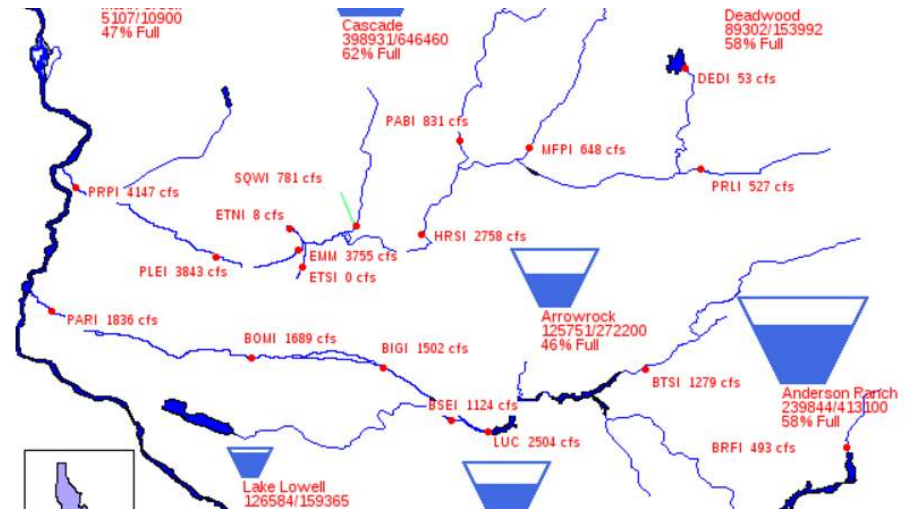 5107/10900
47% Full
Cascade
398931/646460
62% Full
Deadwood
89302/153992
58% Full
DEDI 53 cfs
PABI 831 cfs
MFPI 648 cfs
PRLI 527 cfs
SQWI 781 cfs
PRPI 4147 cfs
ETNI 8 cfs
HRSI 2758 cfs
EMM 3755 cfs
PLEI 3843 cfs
ETSI 0 cfs
Arrowrock
125751/272200
46% Full
PARI 1836 cfs
BOMI 1689 cfs
BIGI 1502 cfs
BTSI 1279 cfs
Anderson Ranch
239844/413100
58% Full
BSEI 1124 cfs
LUC 2504 cfs
BRFI 493 cfs
Lake Lowell
126584/159365